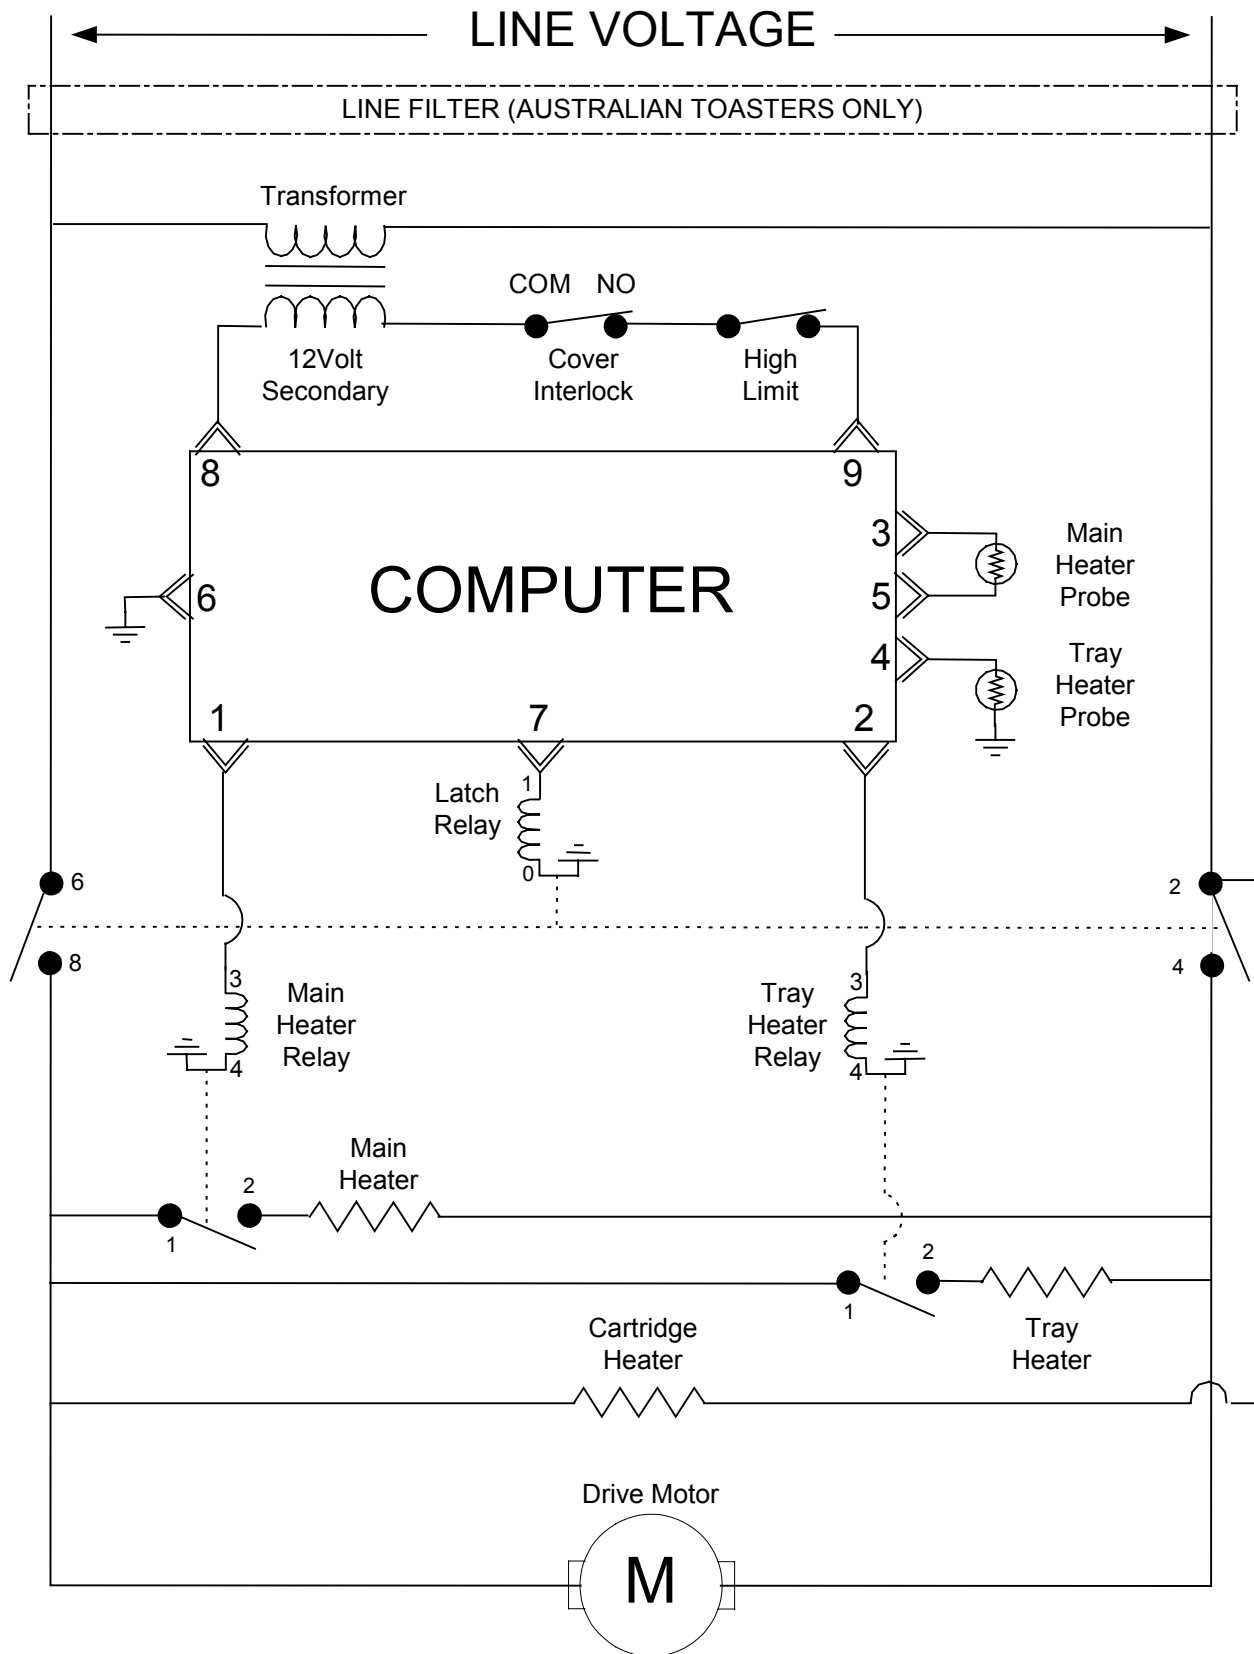 LINE VOLTAGE
LINE FILTER (AUSTRALIAN TOASTERS ONLY)
Transformer
COM NO
12Volt
Secondary
Cover
Interlock
High
Limit
8
9
3
Main
Heater
Probe
COMPUTER
6
5
4
Tray
Heater
Probe
1
7
2
Latch
Relay
1
0
6
2
8
4
3
Main
Heater
Relay
4
Tray
Heater
Relay
3
4
Main
Heater
2
1
2
1
Cartridge
Heater
Tray
Heater
Drive Motor
M